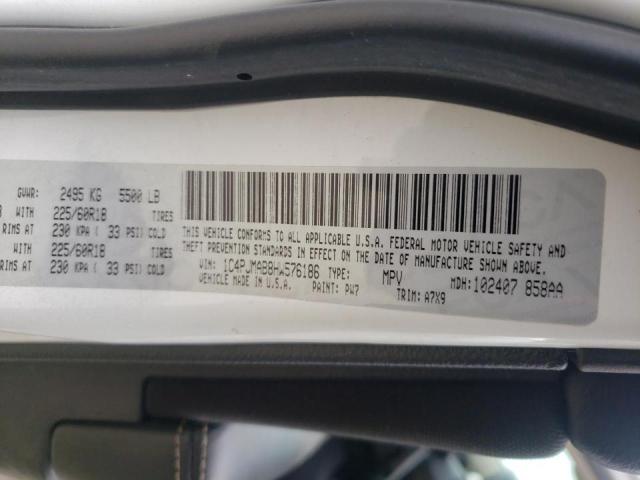 GVWR: 2495 KG 5500 LB
WITH 225/60R18 TIRES
RIMS AT 230 KPA ( 33 PSI) COLD
WITH 225/60R18 TIRES
RIMS AT 230 KPA ( 33 PSI) COLD
THIS VEHICLE CONFORMS TO ALL APPLICABLE U.S.A. FEDERAL MOTOR VEHICLE SAFETY AND
THEFT PREVENTION STANDARDS IN EFFECT ON THE DATE OF MANUFACTURE SHOWN ABOVE.
VIN: 1C4PJMAB8HW576186 TYPE: MPV MDH: 102407 858AA
VEHICLE MADE IN U.S.A. PAINT: PW7 TRIM: A7X9